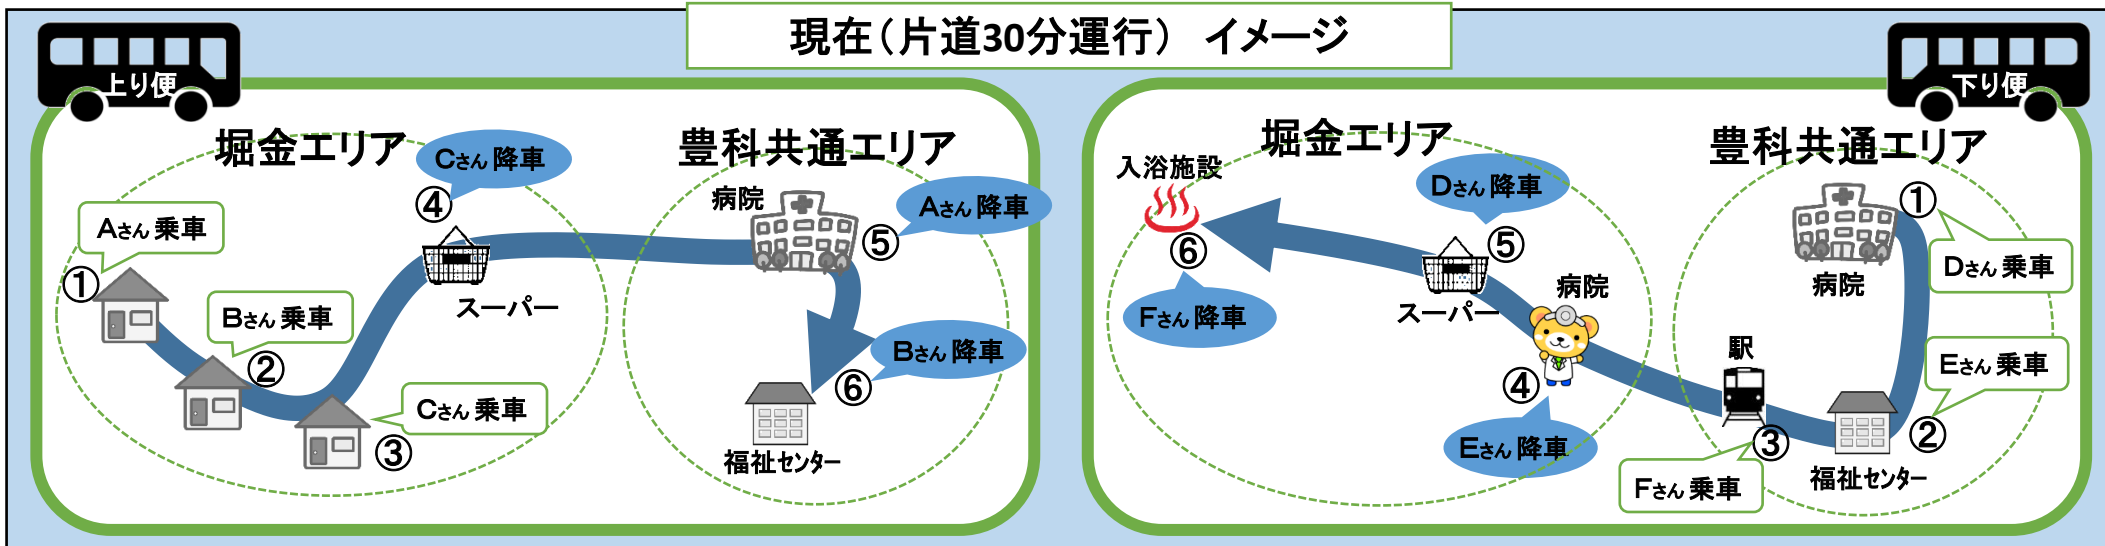 現在（片道30分運行） イメージ
上り便
堀金エリア
豊科共通エリア
Cさん 降車
④
病院
Aさん 降車
⑤
Aさん 乗車
①
スーパー
Bさん 乗車
②
Bさん 降車
⑥
Cさん 乗車
③
福祉センター
下り便
堀金エリア
豊科共通エリア
入浴施設
⑥
Dさん 降車
⑤
①
Dさん 乗車
病院
病院
スーパー
Fさん 降車
駅
Eさん 乗車
④
②
Eさん 降車
③
福祉センター
Fさん 乗車